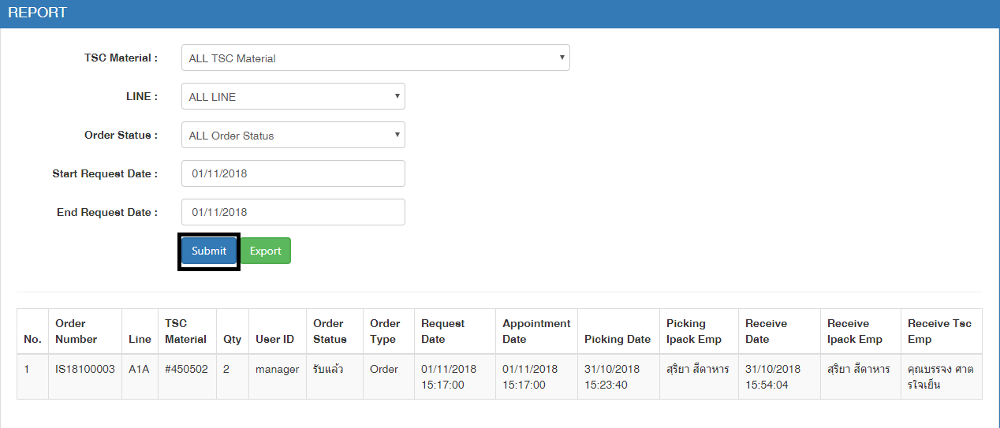 REPORT
TSC Material : ALL TSC Material
LINE : ALL LINE
Order Status : ALL Order Status
Start Request Date : 01/11/2018
End Request Date : 01/11/2018
Submit Export
No. Order Number Line TSC Material Qty User ID Order Status Order Type Request Date Appointment Date Picking Date Picking Ipack Emp Receive Date Receive Ipack Emp Receive Tsc Emp
1 IS18100003 A1A #450502 2 manager รับแล้ว Order 01/11/2018 15:17:00 01/11/2018 15:17:00 31/10/2018 15:23:40 สุริยา สีดาหาร 31/10/2018 15:54:04 สุริยา สีดาหาร คุณบรรจง ศาตรใจเย็น